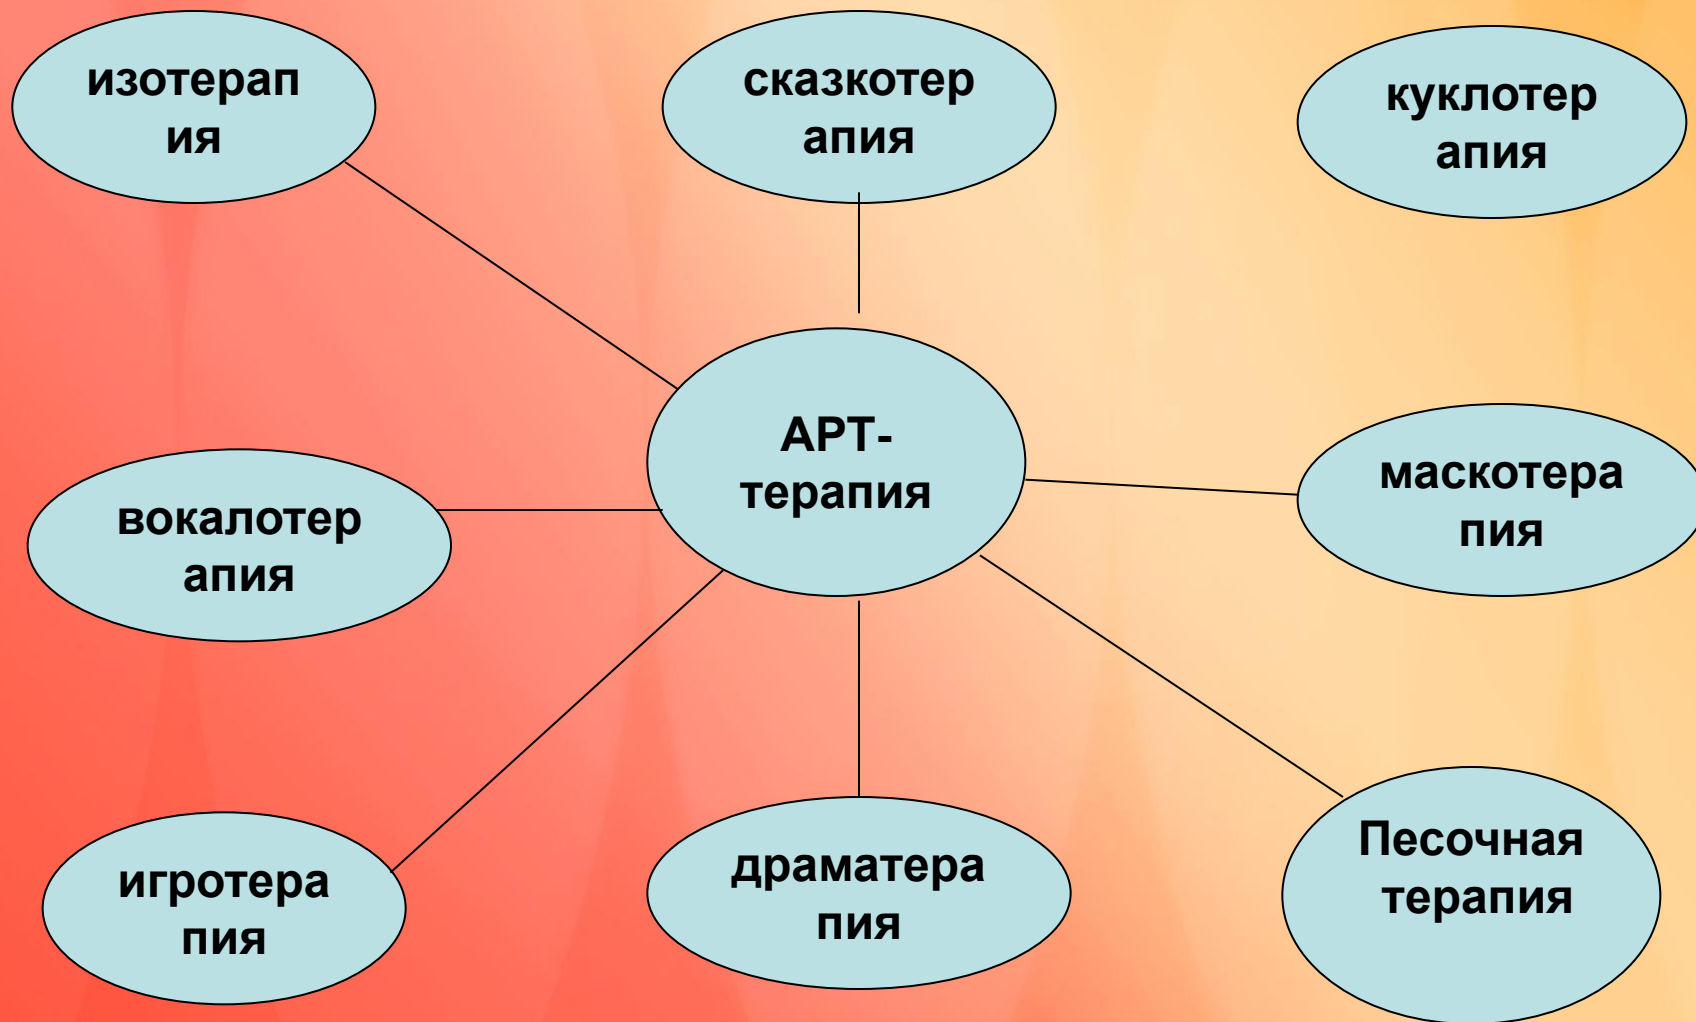 изотерап
ия
сказкотер
апия
куклотер
апия
АРТ-
терапия
вокалотер
апия
маскотера
пия
игротера
пия
драматера
пия
Песочная
терапия